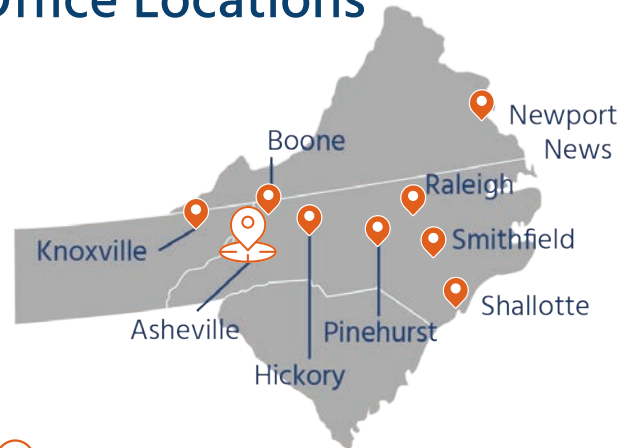 Office Locations
Newport
News
Boone
Raleigh
Knoxville
Smithfield
Shallotte
Asheville
Pinehurst
Hickory